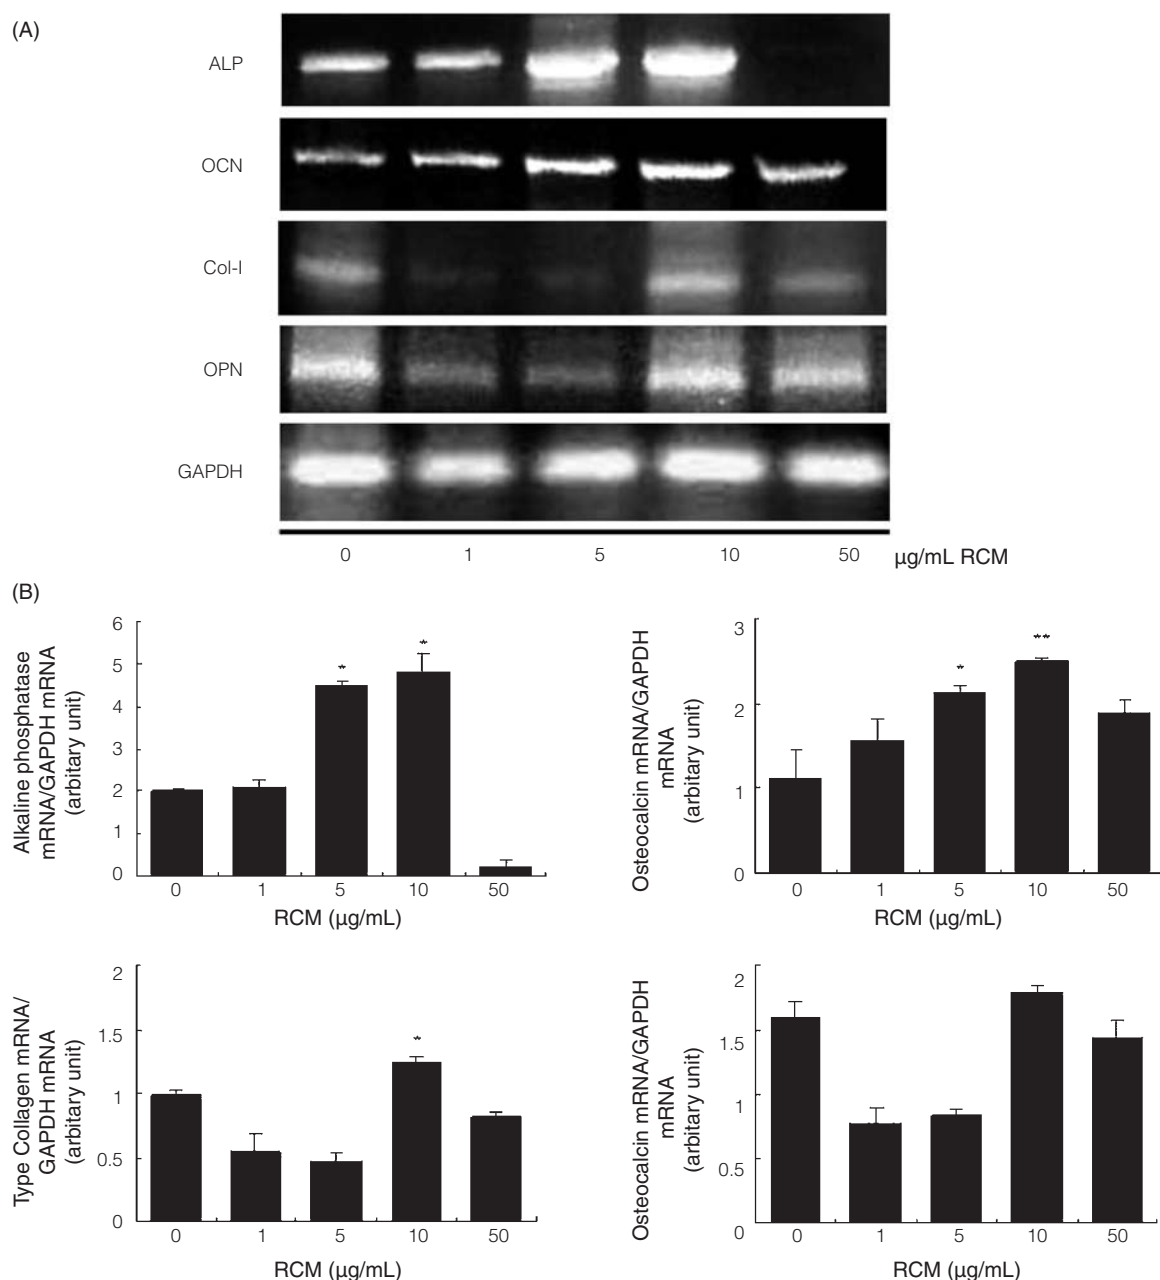 (A)
ALP
OCN
Col-I
OPN
GAPDH
0 1 5 10 50 μg/mL RCM
(B)
Alkaline phosphatase
mRNA/GAPDH mRNA
(arbitary unit)
6
5
4
3
2
1
0
*
*
0 1 5 10 50
RCM (μg/mL)
Osteocalcin mRNA/GAPDH
mRNA
(arbitary unit)
3
2
1
0
*
**
0 1 5 10 50
RCM (μg/mL)
Type Collagen mRNA/
GAPDH mRNA
(arbitary unit)
2
1.5
1
0.5
0
*
0 1 5 10 50
RCM (μg/mL)
Osteocalcin mRNA/GAPDH
mRNA
(arbitary unit)
2
1.5
1
0.5
0
0 1 5 10 50
RCM (μg/mL)